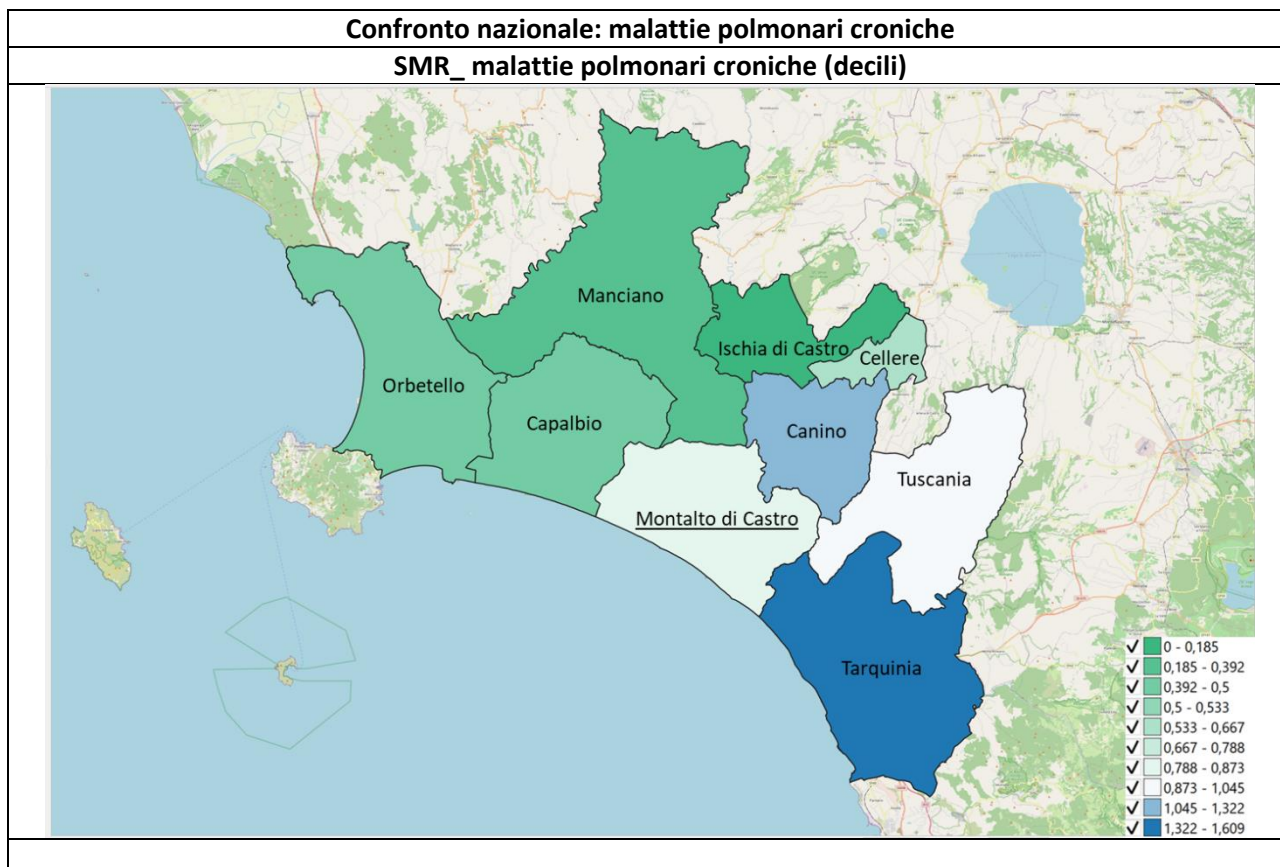 Confronto nazionale: malattie polmonari croniche
SMR_ malattie polmonari croniche (decili)
Manciano
Ischia di Castro
Cellere
Orbetello
Capalbio
Canino
Tuscania
Montalto di Castro
Tarquinia
0 - 0,185
0,185 - 0,392
0,392 - 0,5
0,5 - 0,533
0,533 - 0,667
0,667 - 0,788
0,788 - 0,873
0,873 - 1,045
1,045 - 1,322
1,322 - 1,609